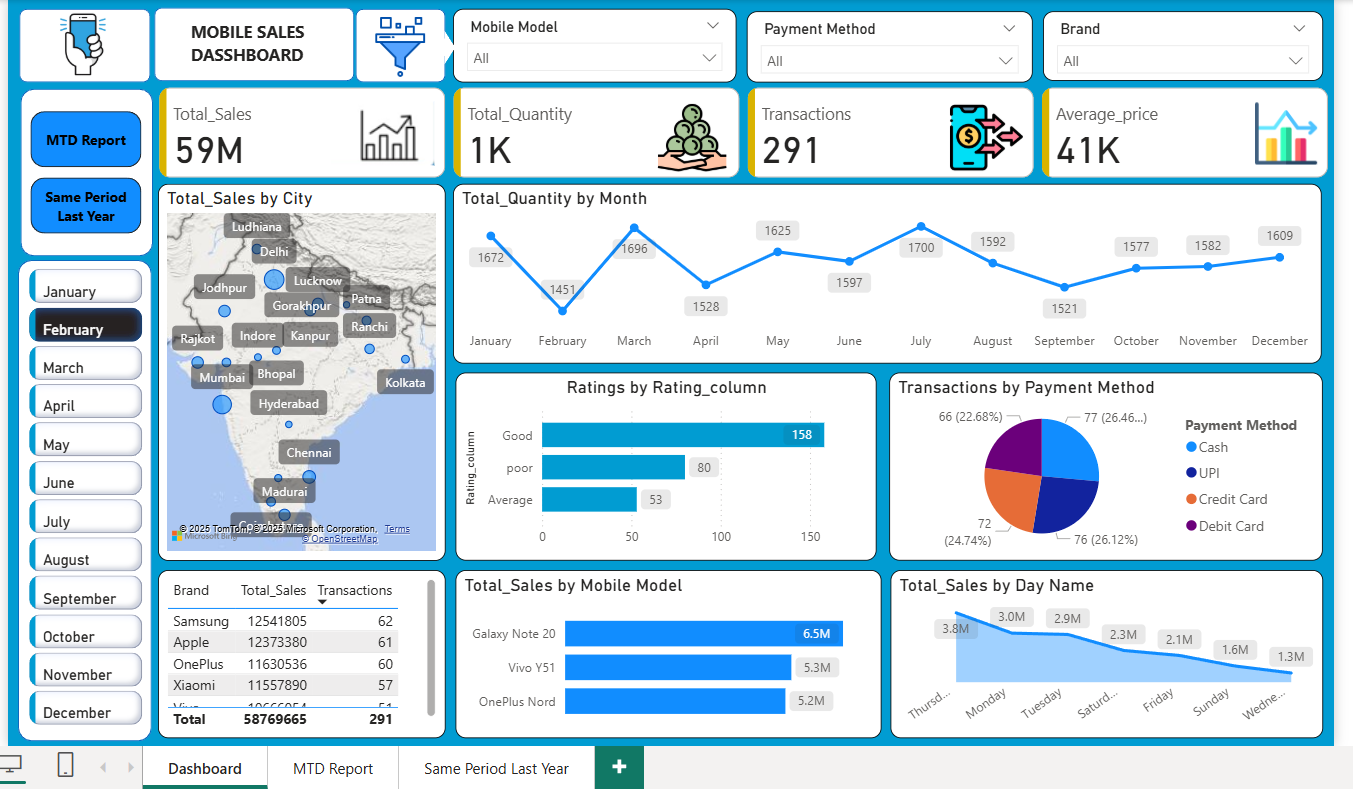 MOBILE SALES
DASSHBOARD
Mobile Model
All
Payment Method
All
Brand
All
MTD Report
Same Period
Last Year
Total_Sales
59M
Total_Quantity
1K
Transactions
291
Average_price
41K
January
February
March
April
May
June
July
August
September
October
November
December
Total_Sales by City
Ludhiana
Delhi
Lucknow
Jodhpur
Gorakhpur
Patna
Ranchi
Rajkot
Indore
Kanpur
Mumbai
Bhopal
Kolkata
Hyderabad
Chennai
Madurai
© 2025 TomTom, © 2025 Microsoft Corporation, Terms
Microsoft Bing
© OpenStreetMap
Total_Quantity by Month
1672
1451
1696
1528
1625
1597
1700
1592
1521
1577
1582
1609
January
February
March
April
May
June
July
August
September
October
November
December
Ratings by Rating_column
Rating_column
Good
158
poor
80
Average
53
0
50
100
150
Transactions by Payment Method
66 (22.68%)
77 (26.46...)
72
(24.74%)
76 (26.12%)
Payment Method
Cash
UPI
Credit Card
Debit Card
Brand Total_Sales Transactions
Samsung 12541805 62
Apple 12373380 61
OnePlus 11630536 60
Xiaomi 11557890 57
Total 58769665 291
Total_Sales by Mobile Model
Galaxy Note 20
6.5M
Vivo Y51
5.3M
OnePlus Nord
5.2M
Total_Sales by Day Name
3.8M
3.0M
2.9M
2.3M
2.1M
1.6M
1.3M
Thursd...
Monday
Tuesday
Saturd...
Friday
Sunday
Wedne...
Dashboard
MTD Report
Same Period Last Year